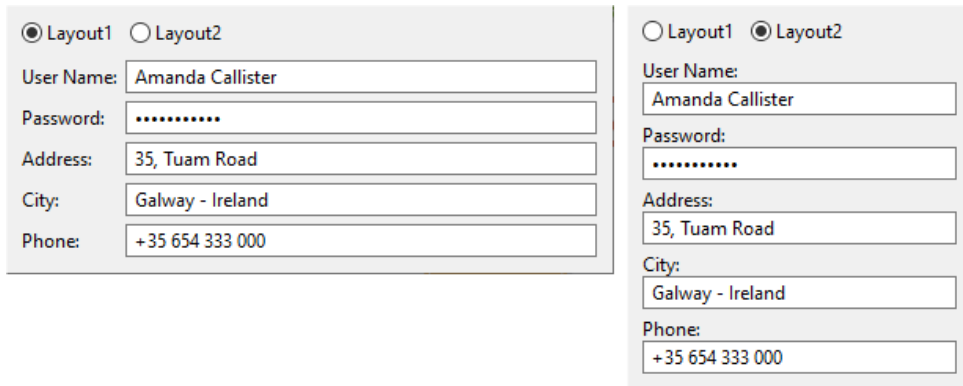 Layout1 Layout2
User Name: Amanda Callister
Password: •••••••••••
Address: 35, Tuam Road
City: Galway - Ireland
Phone: +35 654 333 000
Layout1 Layout2
User Name:
Amanda Callister
Password:
•••••••••••
Address:
35, Tuam Road
City:
Galway - Ireland
Phone:
+35 654 333 000